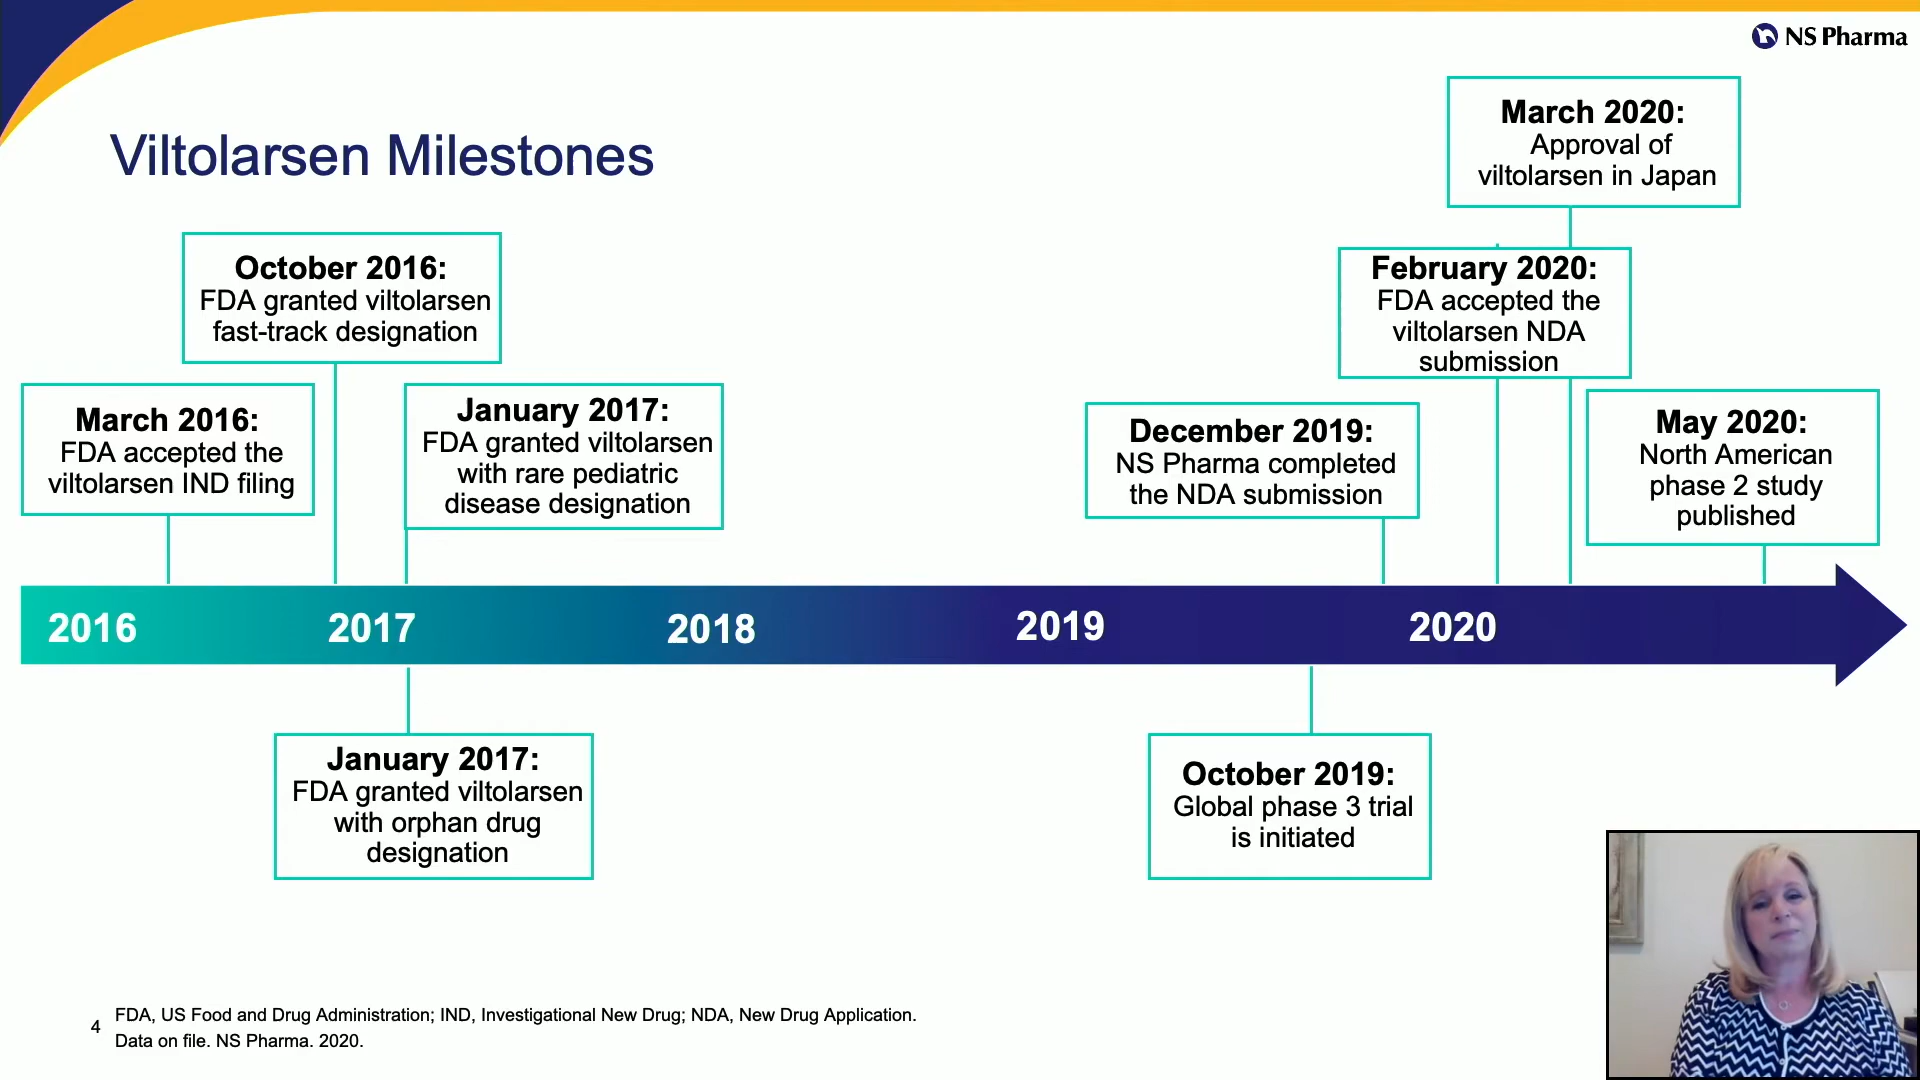 NS Pharma
Viltolarsen Milestones
March 2016:
FDA accepted the
viltolarsen IND filing
October 2016:
FDA granted viltolarsen
fast-track designation
January 2017:
FDA granted viltolarsen
with rare pediatric
disease designation
December 2019:
NS Pharma completed
the NDA submission
February 2020:
FDA accepted the
viltolarsen NDA
submission
March 2020:
Approval of
viltolarsen in Japan
May 2020:
North American
phase 2 study
published
2016
2017
2018
2019
2020
January 2017:
FDA granted viltolarsen
with orphan drug
designation
October 2019:
Global phase 3 trial
is initiated
4
FDA, US Food and Drug Administration; IND, Investigational New Drug; NDA, New Drug Application.
Data on file. NS Pharma. 2020.